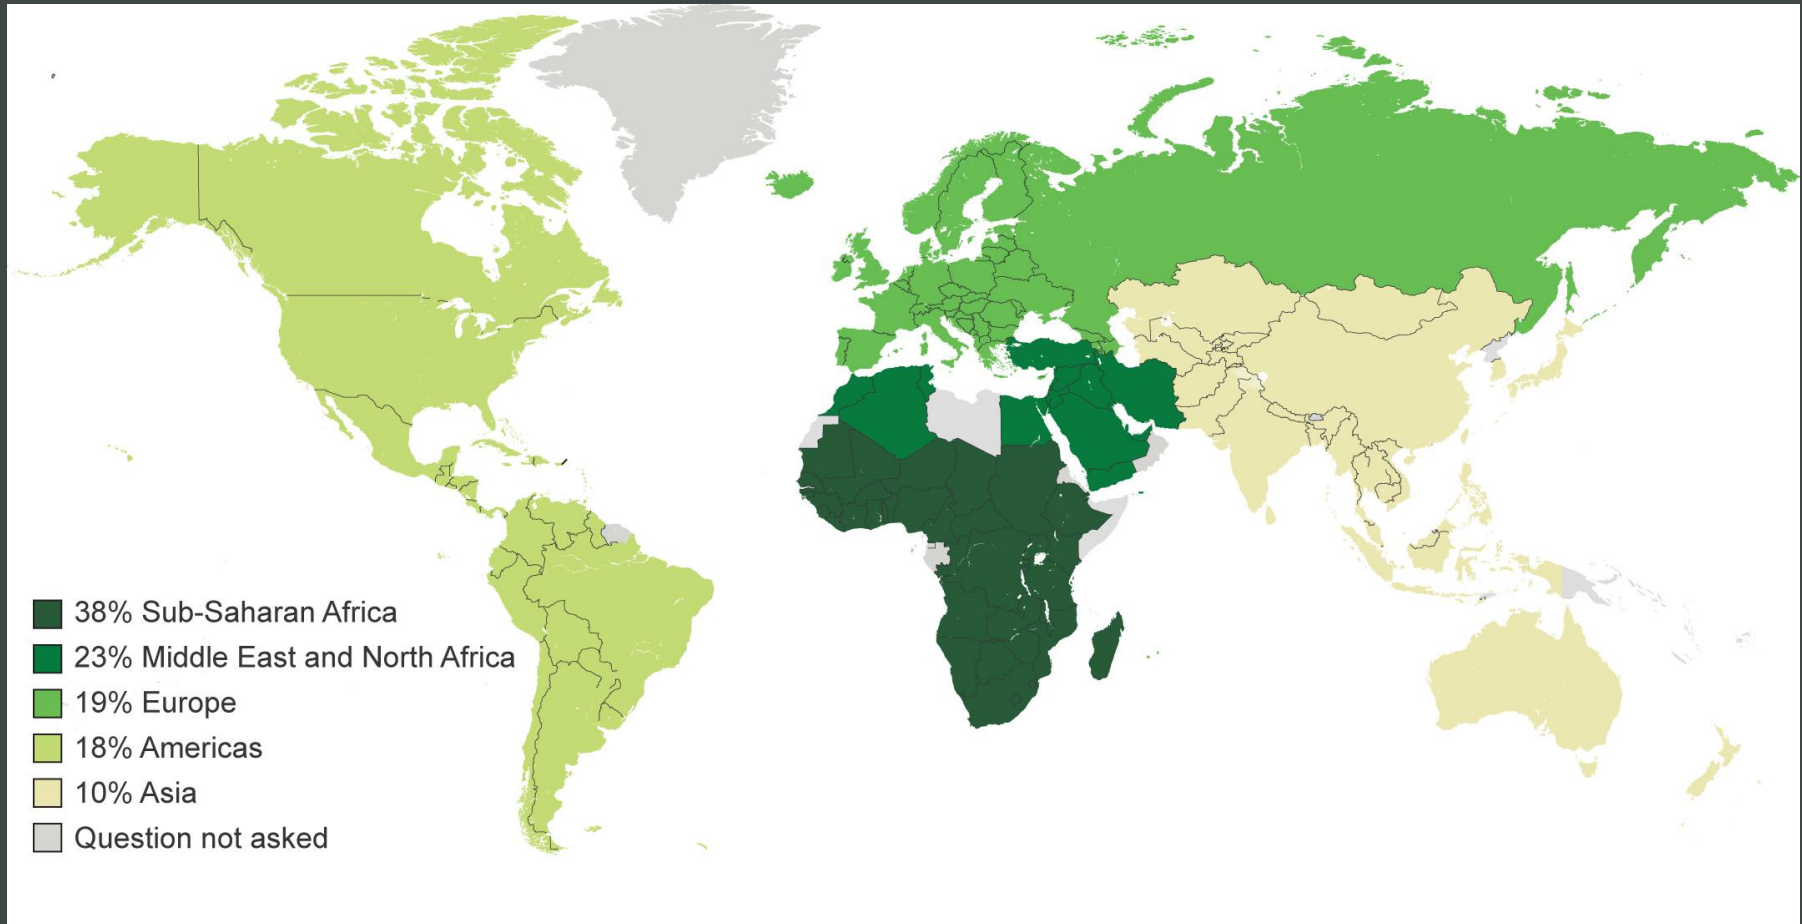 38% Sub-Saharan Africa
23% Middle East and North Africa
19% Europe
18% Americas
10% Asia
Question not asked